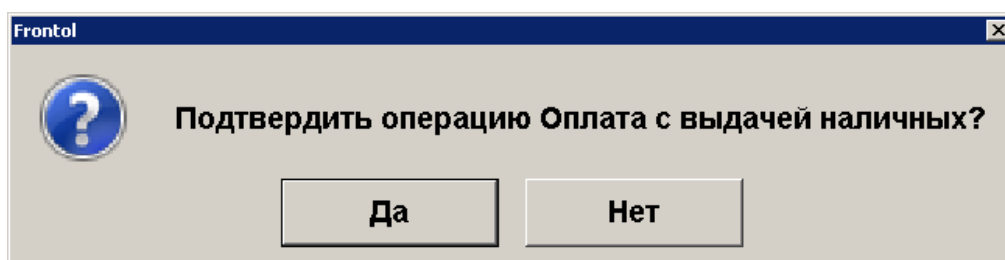 Frontol
Подтвердить операцию Оплата с выдачей наличных?
Да
Нет